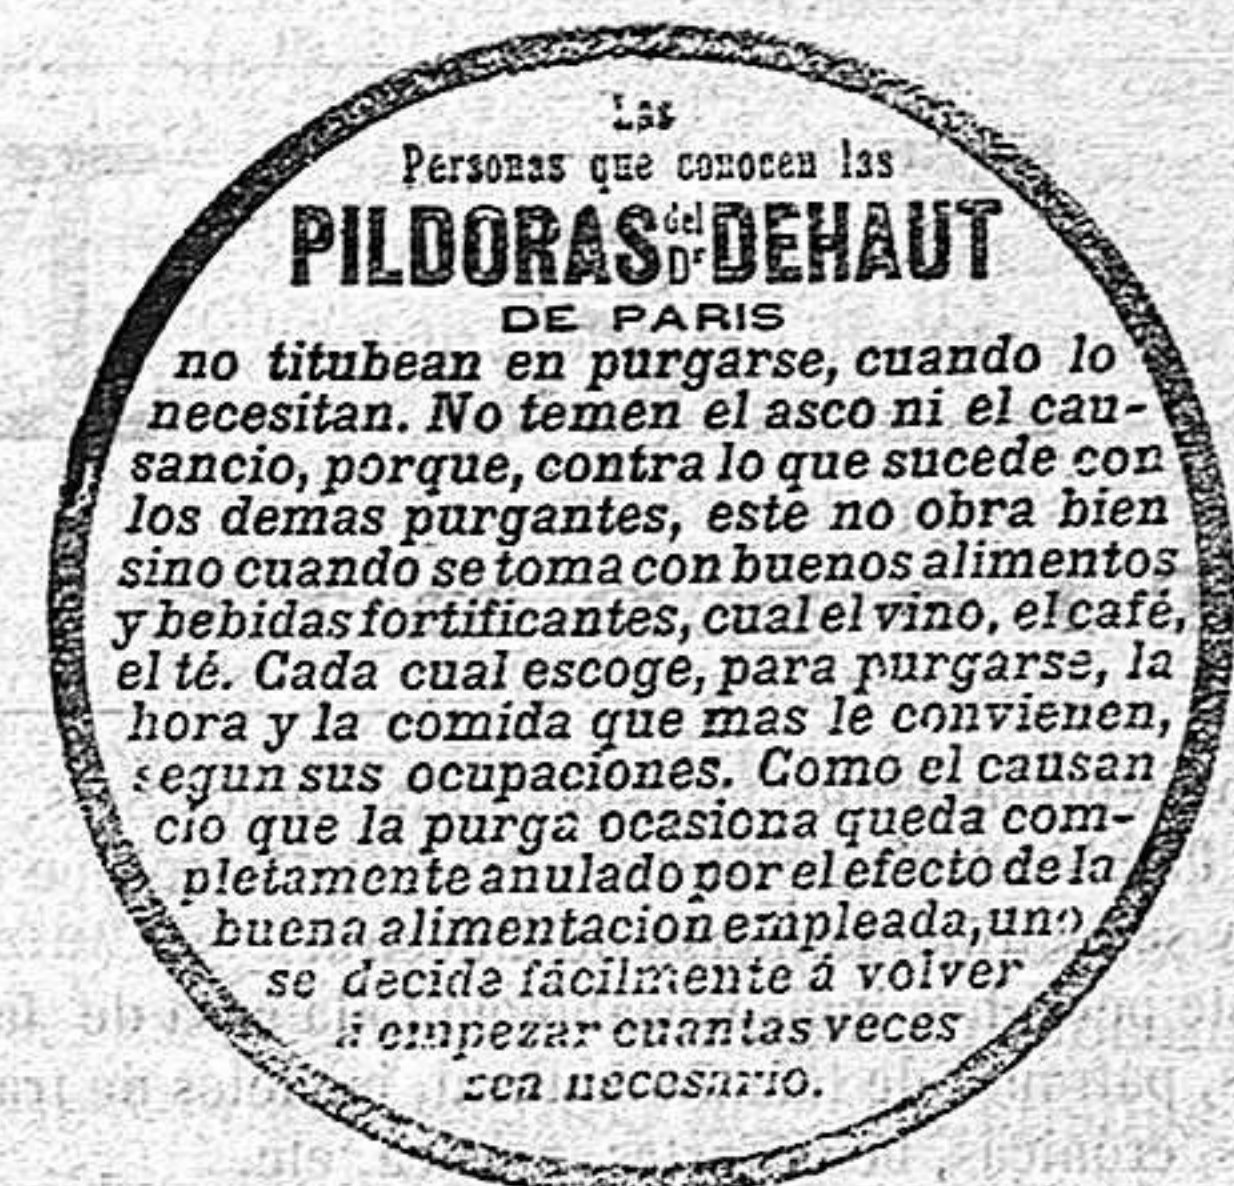 Las
Personas que conocen las
PILDORAS del Dr DEHAUT
DE PARIS
no titubean en purgarse, cuando lo
necesitan. No temen el asco ni el cau-
sancio, porque, contra lo que sucede con
los demas purgantes, este no obra bien
sino cuando se toma con buenos alimentos
y bebidas fortificantes, cual el vino, el café,
el té. Cada cual escoge, para purgarse, la
hora y la comida que mas le convienen,
segun sus ocupaciones. Como el causan
cio que la purga ocasiona queda com-
pletamente anulado por el efecto de la
buena alimentacion empleada, uno
se decide fácilmente á volver
á empezar cuantas veces
sea necesario.